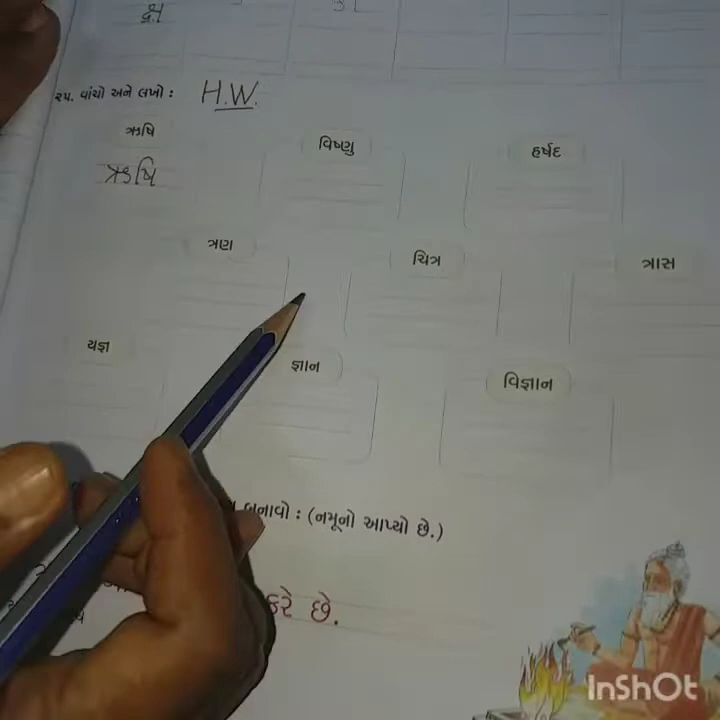 ક્ષ
૨૫. વાંચો અને લખો : H.W.
ઋષિ
વિષ્ણુ
હર્ષદ
ઋષિ
ત્રણ
ચિત્ર
ત્રાસ
યજ્ઞ
જ્ઞાન
વિજ્ઞાન
બનાવો : (નમૂનો આપ્યો છે.)
કરે છે.
InShOt